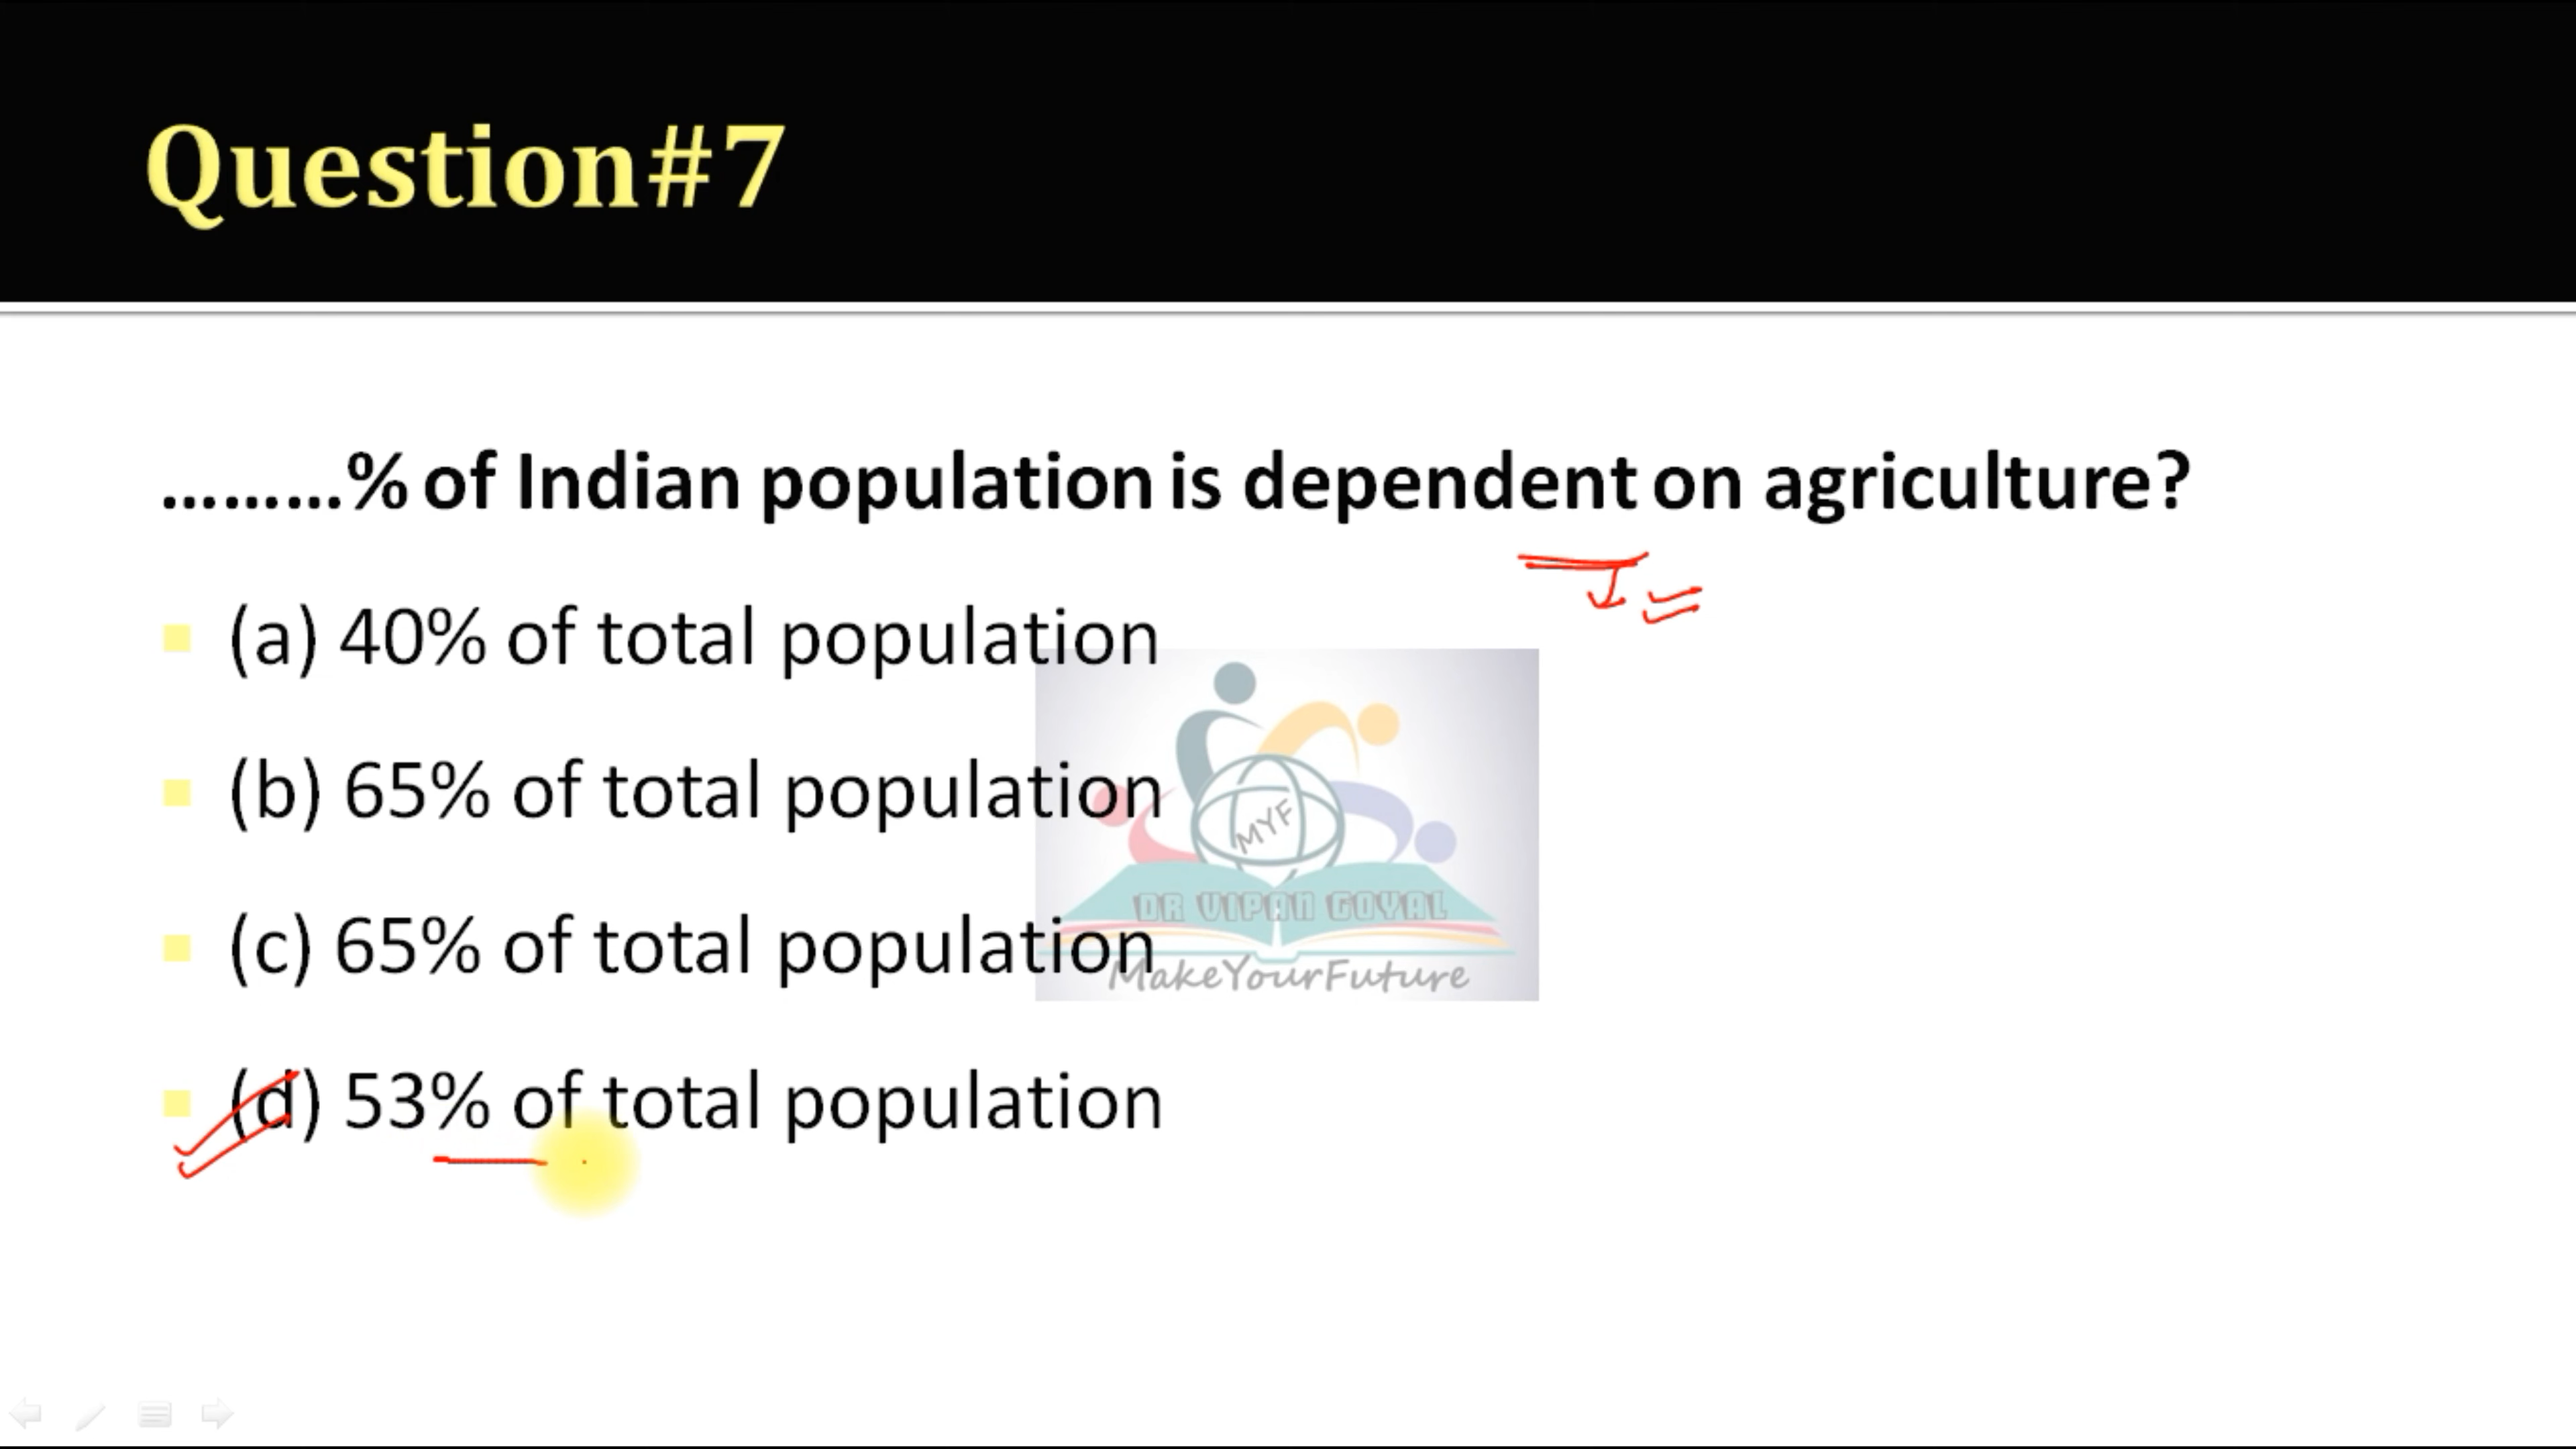 Question#7
.........% of Indian population is dependent on agriculture?
(a) 40% of total population
(b) 65% of total population
(c) 65% of total population
(d) 53% of total population
MYF
DR VIPAN GOYAL
MakeYourFuture